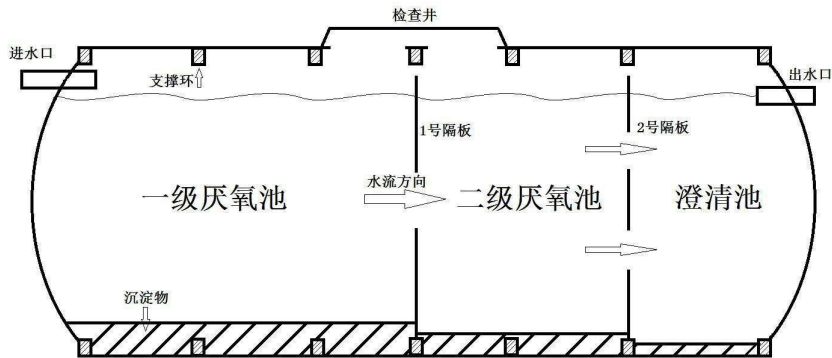 检查井
进水口
支撑环
出水口
1号隔板
2号隔板
水流方向
一级厌氧池
二级厌氧池
澄清池
沉淀物